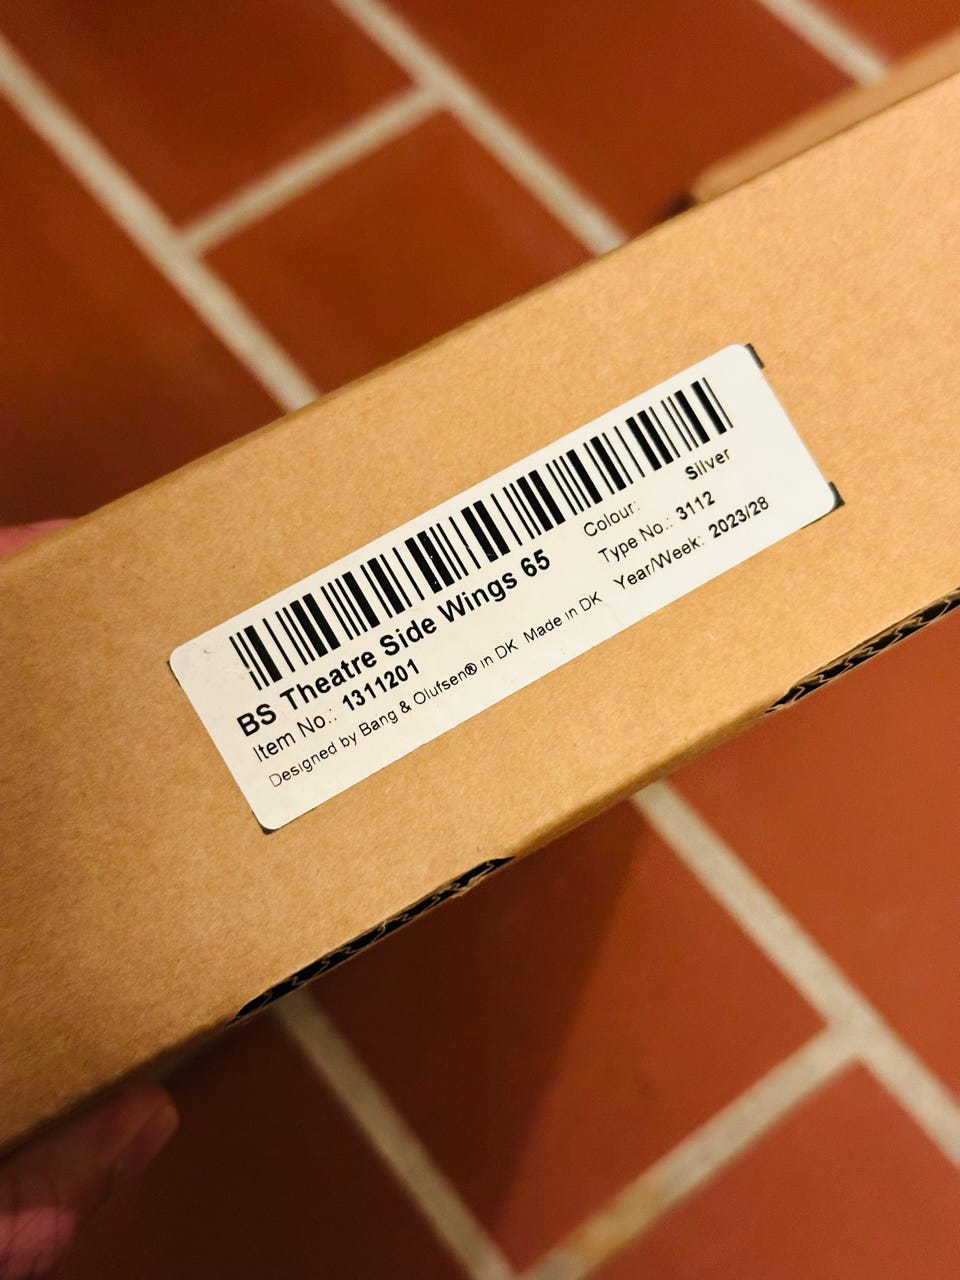 BS Theatre Side Wings 65
Item No.: 1311201
Designed by Bang & Olufsen® in DK Made in DK
Colour: Silver
Type No.: 3112
Year/Week: 2023/28